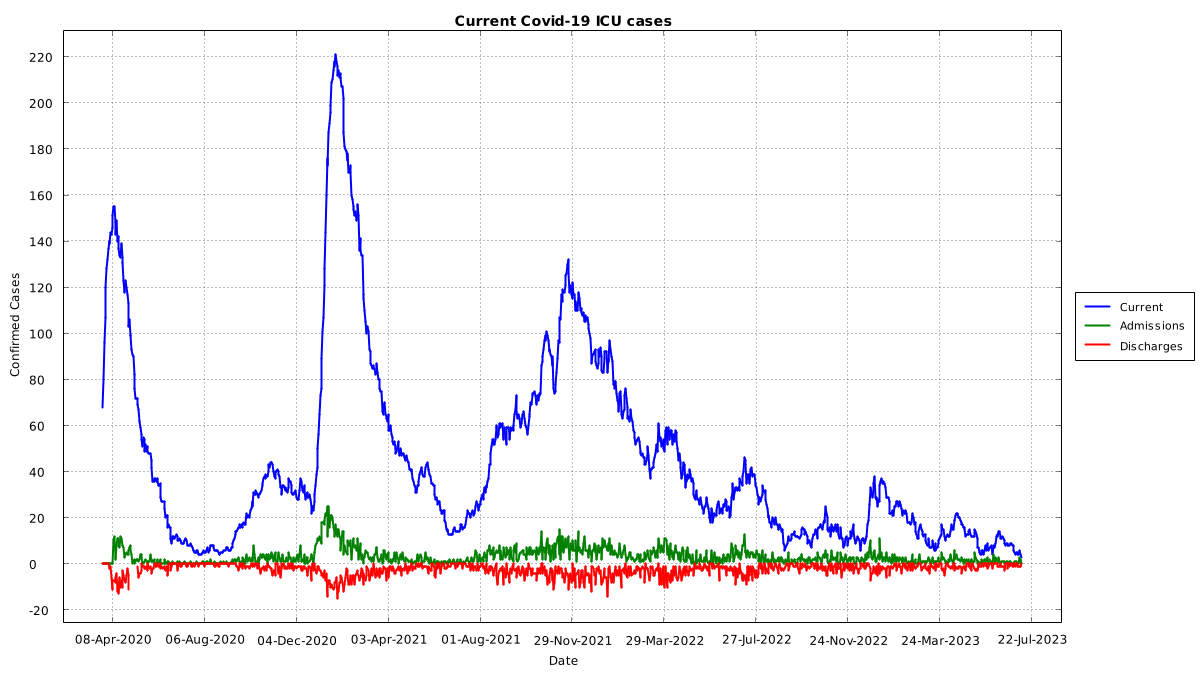 Current Covid-19 ICU cases
Confirmed Cases
220
200
180
160
140
120
100
80
60
40
20
0
-20
08-Apr-2020 06-Aug-2020 04-Dec-2020 03-Apr-2021 01-Aug-2021 29-Nov-2021 29-Mar-2022 27-Jul-2022 24-Nov-2022 24-Mar-2023 22-Jul-2023
Date
Current
Admissions
Discharges